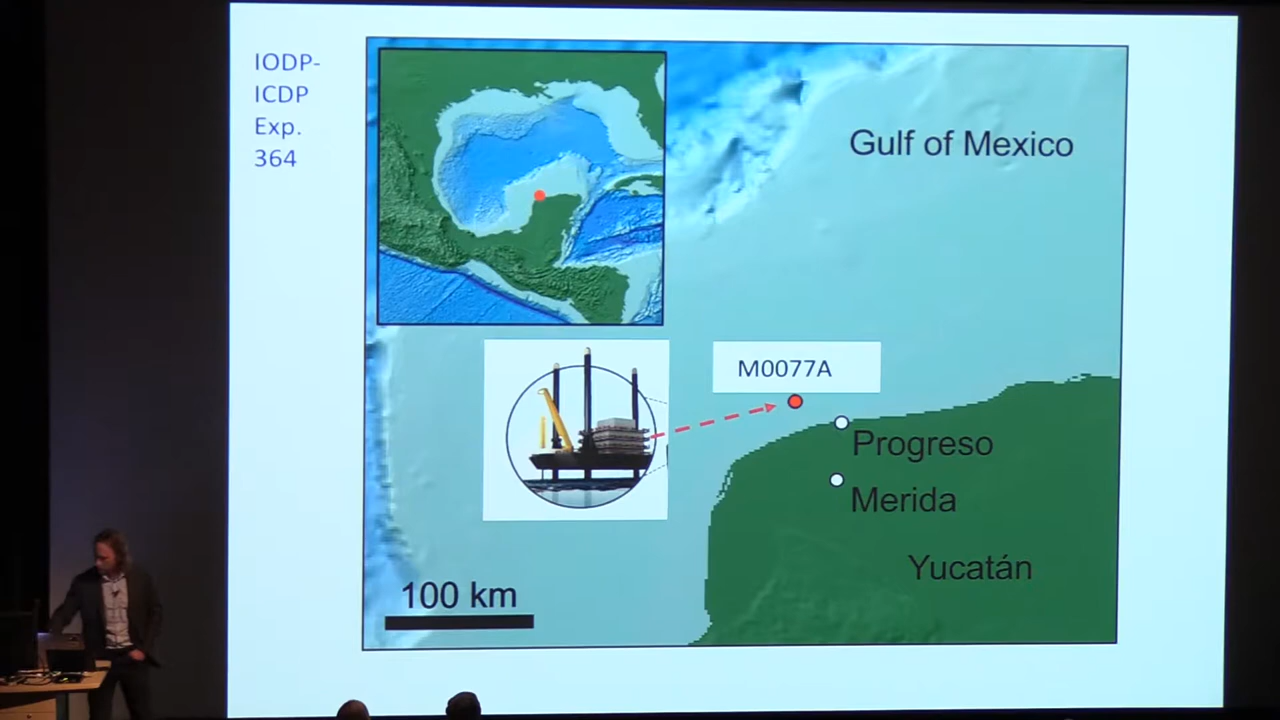 IODP-
ICDP
Exp.
364
Gulf of Mexico
M0077A
Progreso
Merida
Yucatán
100 km